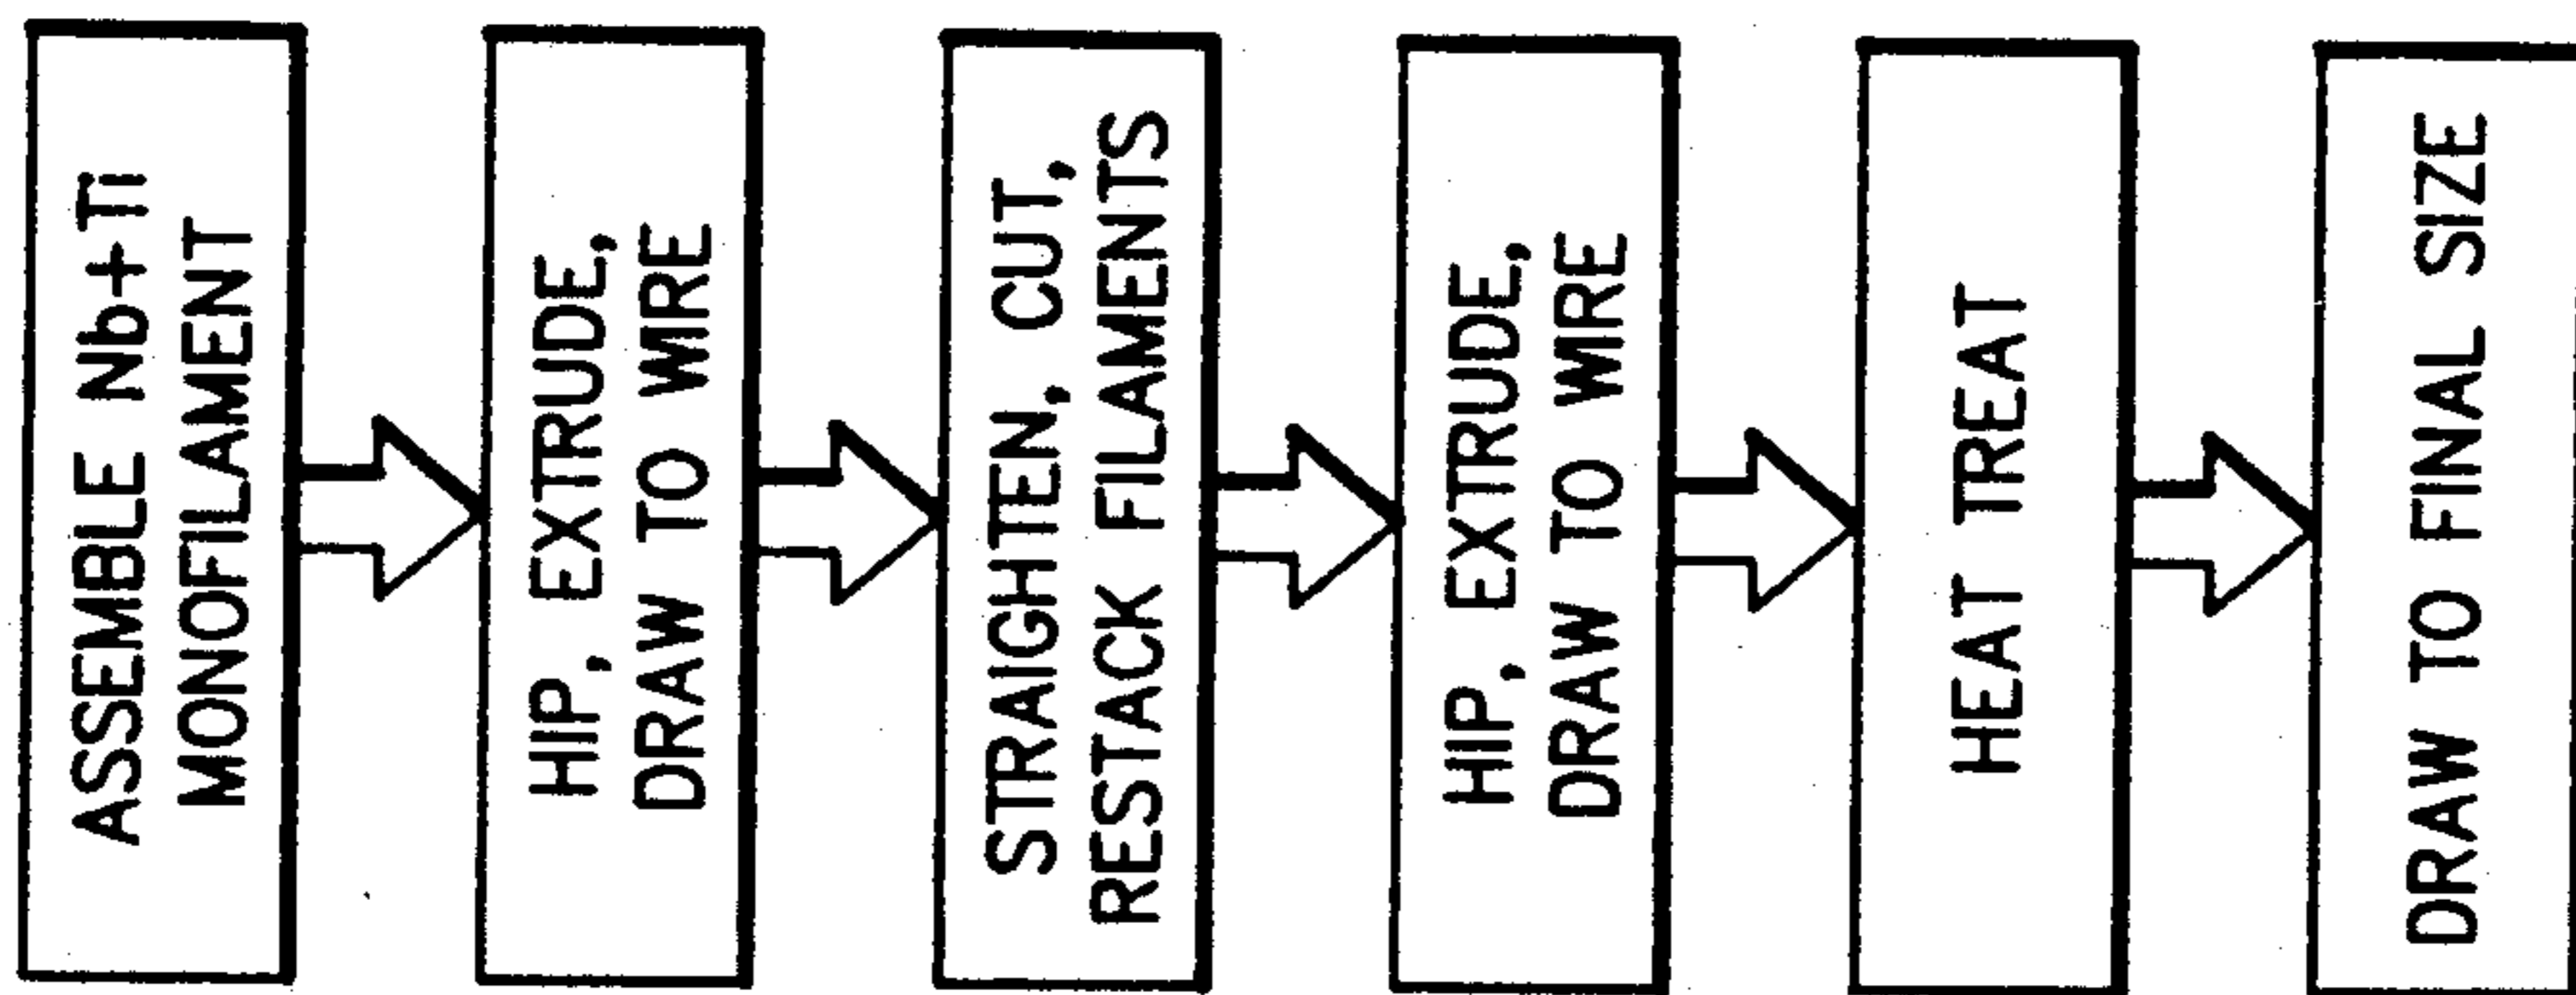 ASSEMBLE Nb+Ti
MONOFILAMENT
HIP, EXTRUDE,
DRAW TO WIRE
STRAIGHTEN, CUT,
RESTACK FILAMENTS
HIP, EXTRUDE,
DRAW TO WIRE
HEAT TREAT
DRAW TO FINAL SIZE